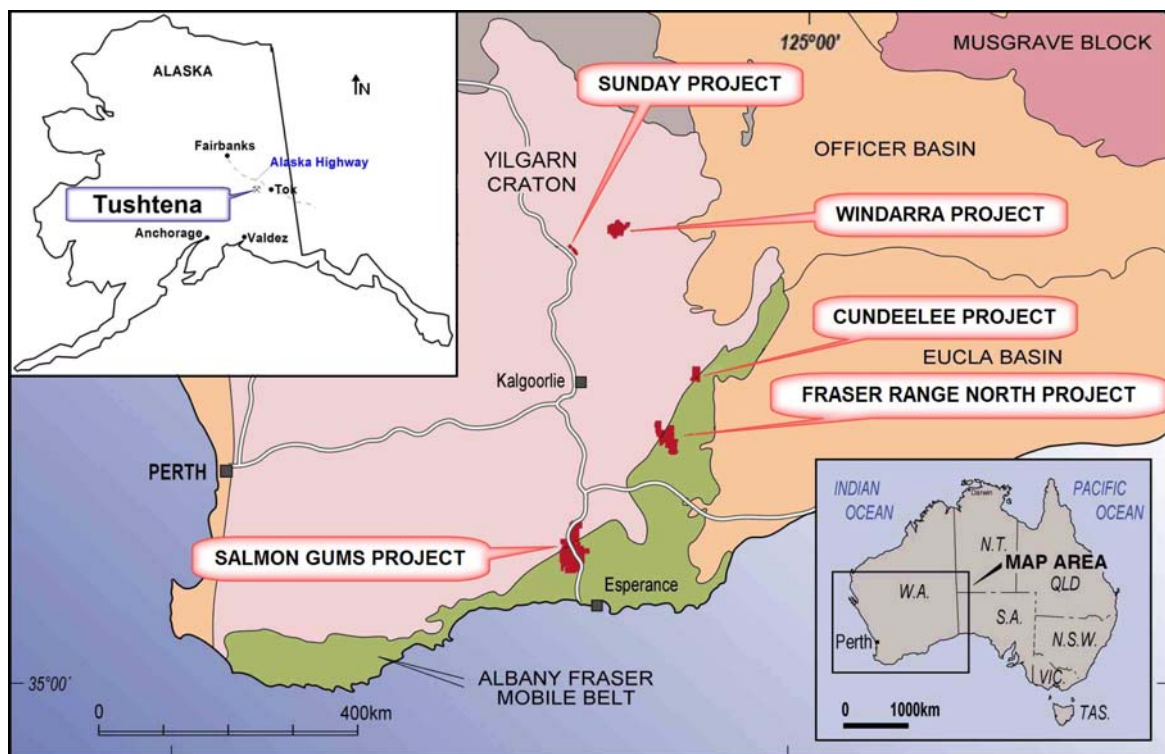 ALASKA
N
Fairbanks
Alaska Highway
Tok
Tushtena
Anchorage
Valdez
125°00'
MUSGRAVE BLOCK
SUNDAY PROJECT
YILGARN
CRATON
OFFICER BASIN
WINDARRA PROJECT
CUNDEELEE PROJECT
EUCLA BASIN
Kalgoorlie
FRASER RANGE NORTH PROJECT
PERTH
SALMON GUMS PROJECT
Esperance
ALBANY FRASER
MOBILE BELT
35°00'
0 400km
INDIAN
OCEAN
Darwin
PACIFIC
OCEAN
N.T.
MAP AREA
QLD
W.A.
S.A.
N.S.W.
Perth
VIC.
TAS.
0 1000km